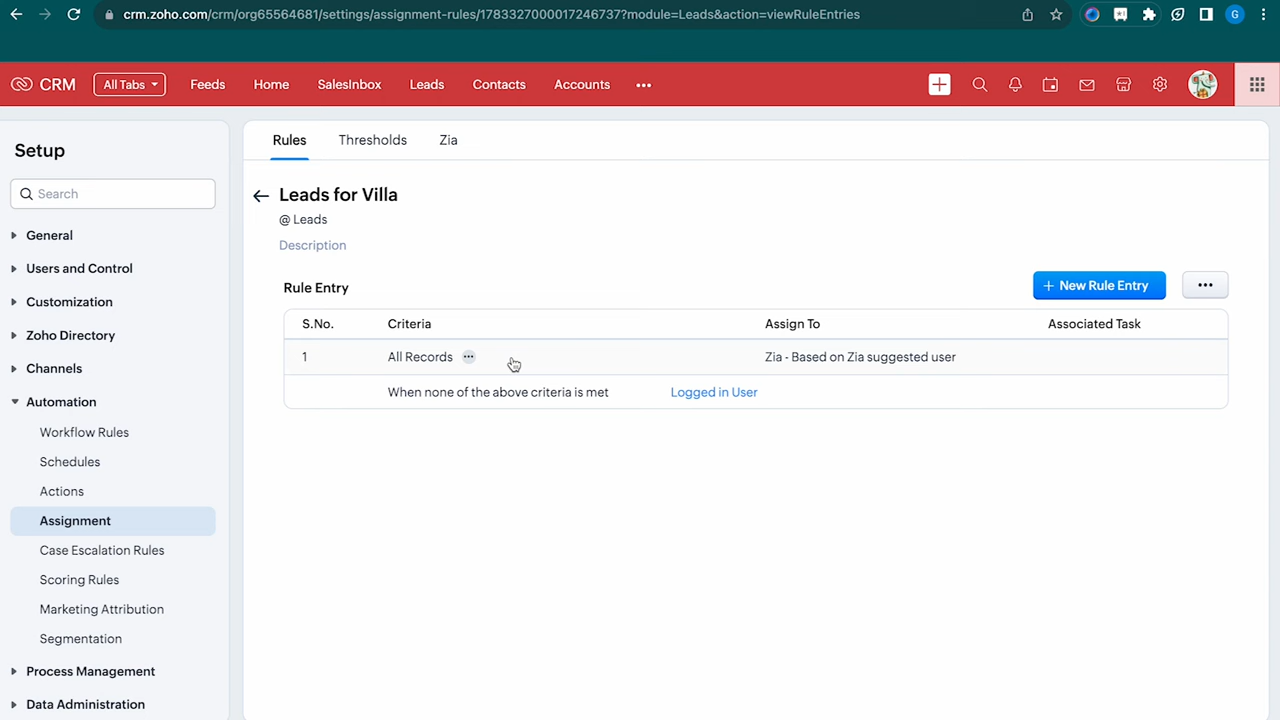 crm.zoho.com/crm/org65564681/settings/assignment-rules/1783327000017246737?module=Leads&action=viewRuleEntries
G
CRM All Tabs Feeds Home SalesInbox Leads Contacts Accounts
Setup
Search
General
Users and Control
Customization
Zoho Directory
Channels
Automation
Workflow Rules
Schedules
Actions
Assignment
Case Escalation Rules
Scoring Rules
Marketing Attribution
Segmentation
Process Management
Data Administration
Rules Thresholds Zia
Leads for Villa
@ Leads
Description
Rule Entry
+ New Rule Entry
S.No. Criteria Assign To Associated Task
1 All Records Zia - Based on Zia suggested user
When none of the above criteria is met Logged in User